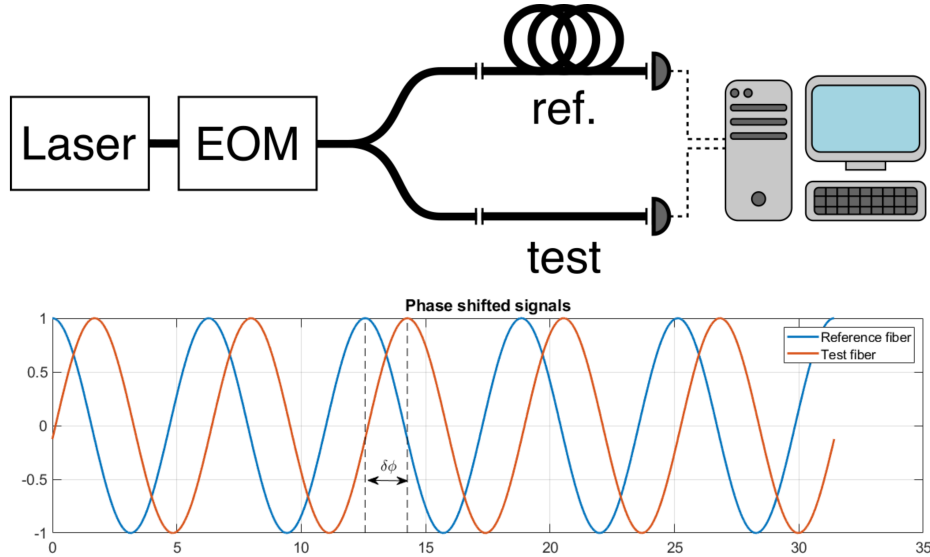 Laser
EOM
ref.
test
Phase shifted signals
Reference fiber
Test fiber
δϕ
1
0.5
0
-0.5
-1
0
5
10
15
20
25
30
35